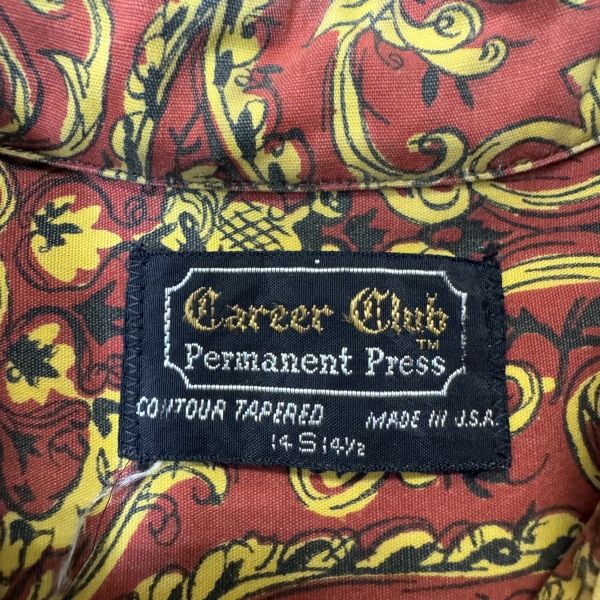 Career Club
TM
Permanent Press
CONTOUR TAPERED MADE IN U.S.A.
14 S 14½